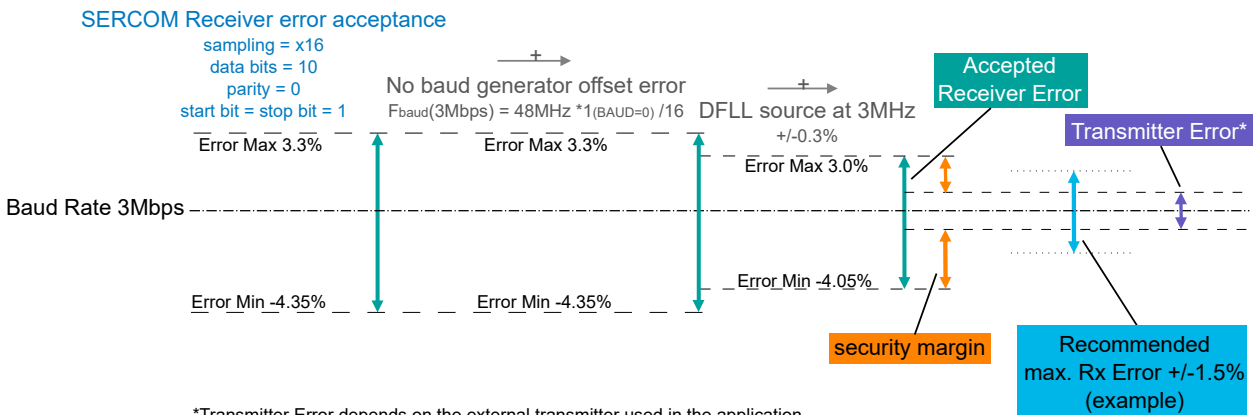 SERCOM Receiver error acceptance
sampling = x16
data bits = 10
parity = 0
start bit = stop bit = 1
+
No baud generator offset error
Fbaud(3Mbps) = 48MHz *1(BAUD=0) /16
+
DFLL source at 3MHz
+/-0.3%
Accepted
Receiver Error
Transmitter Error*
Error Max 3.3%
Error Max 3.3%
Error Max 3.0%
Baud Rate 3Mbps
Error Min -4.35%
Error Min -4.35%
Error Min -4.05%
security margin
Recommended
max. Rx Error +/-1.5%
(example)
*Transmitter Error depends on the external transmitter used in the application